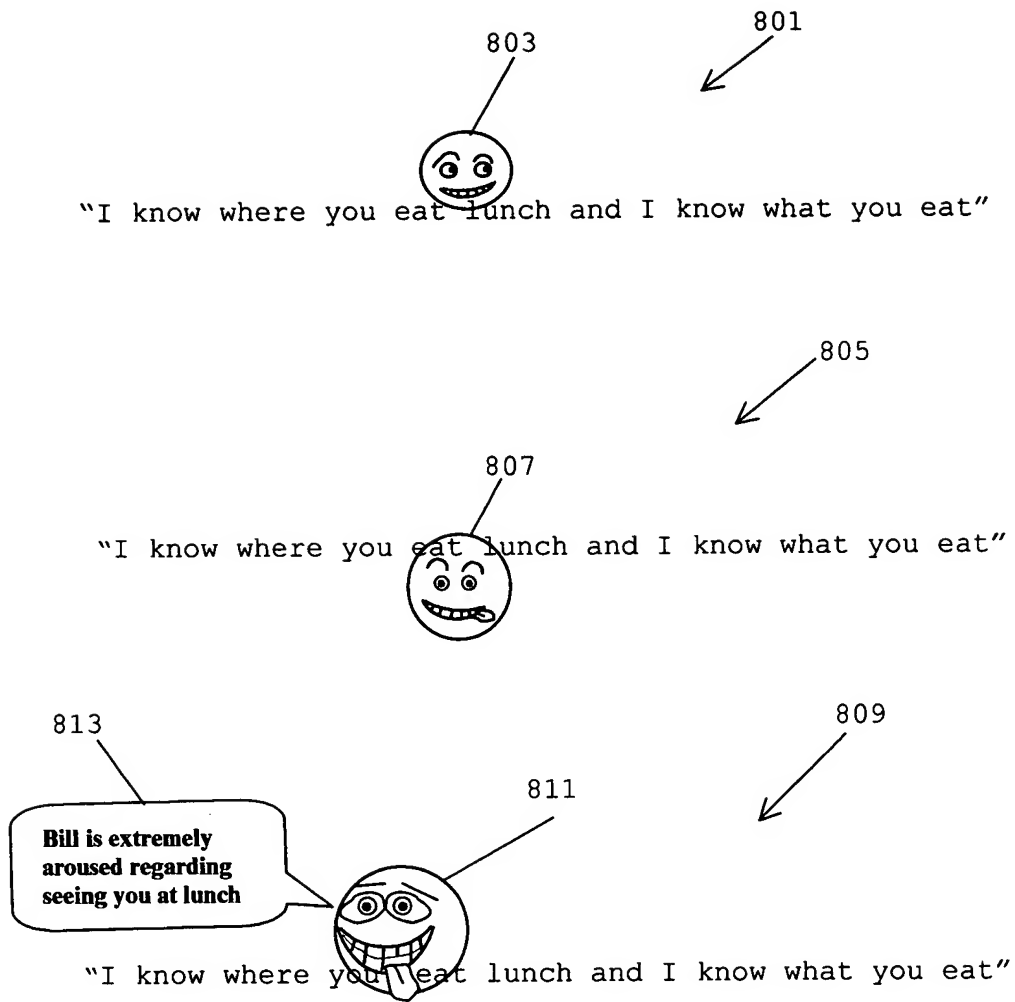 803
801
"I know where you eat lunch and I know what you eat"
805
807
"I know where you eat lunch and I know what you eat"
813
809
811
Bill is extremely
aroused regarding
seeing you at lunch
"I know where you eat lunch and I know what you eat"